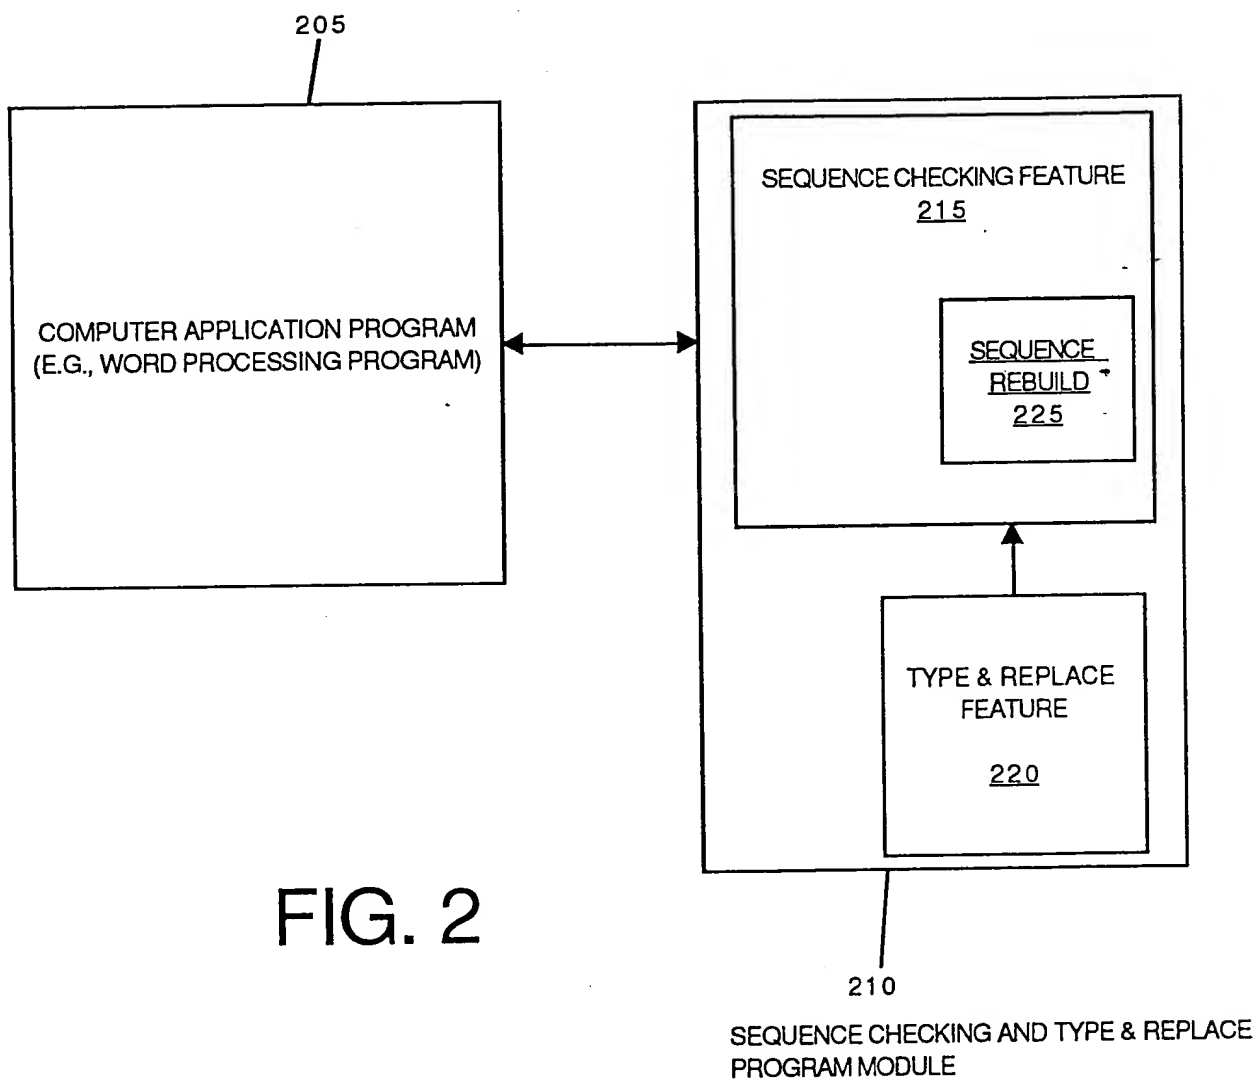 205
SEQUENCE CHECKING FEATURE
215
COMPUTER APPLICATION PROGRAM
(E.G., WORD PROCESSING PROGRAM)
SEQUENCE
REBUILD
225
TYPE & REPLACE
FEATURE
220
FIG. 2
210
SEQUENCE CHECKING AND TYPE & REPLACE
PROGRAM MODULE